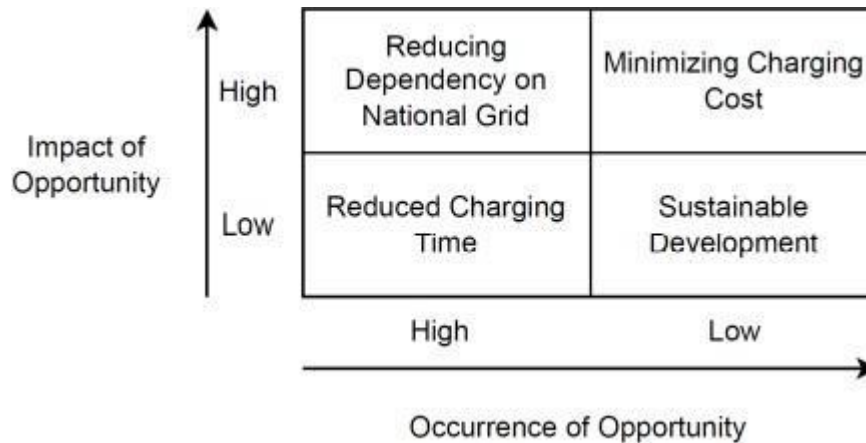 Reducing
Dependency on
National Grid
Minimizing Charging
Cost
High
Impact of
Opportunity
Low
Reduced Charging
Time
Sustainable
Development
High
Low
Occurrence of Opportunity